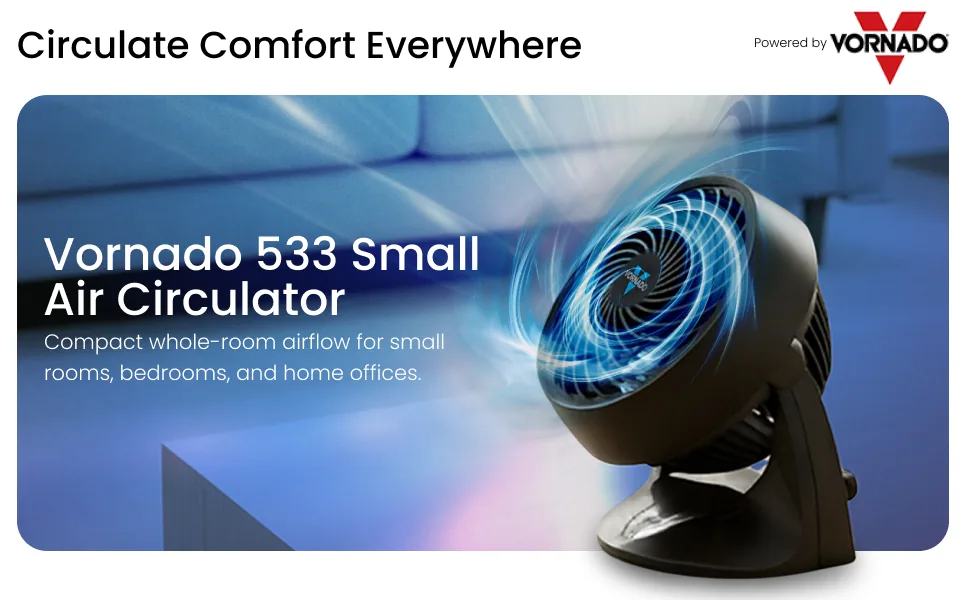 Circulate Comfort Everywhere
Powered by VORNADO
Vornado 533 Small
Air Circulator
Compact whole-room airflow for small
rooms, bedrooms, and home offices.
VORNADO